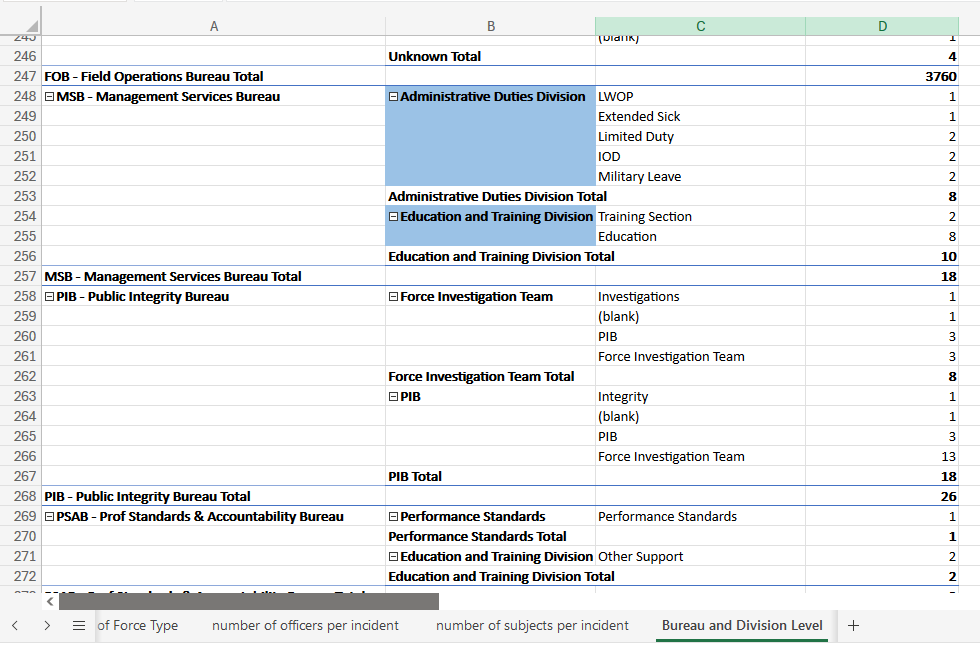 A B C D
245 (blank) 1
246 Unknown Total 4
247 FOB - Field Operations Bureau Total 3760
248 MSB - Management Services Bureau Administrative Duties Division LWOP 1
249 Extended Sick 1
250 Limited Duty 2
251 IOD 2
252 Military Leave 2
253 Administrative Duties Division Total 8
254 Education and Training Division Training Section 2
255 Education 8
256 Education and Training Division Total 10
257 MSB - Management Services Bureau Total 18
258 PIB - Public Integrity Bureau Force Investigation Team Investigations 1
259 (blank) 1
260 PIB 3
261 Force Investigation Team 3
262 Force Investigation Team Total 8
263 PIB Integrity 1
264 (blank) 1
265 PIB 3
266 Force Investigation Team 13
267 PIB Total 18
268 PIB - Public Integrity Bureau Total 26
269 PSAB - Prof Standards & Accountability Bureau Performance Standards Performance Standards 1
270 Performance Standards Total 1
271 Education and Training Division Other Support 2
272 Education and Training Division Total 2
of Force Type number of officers per incident number of subjects per incident Bureau and Division Level